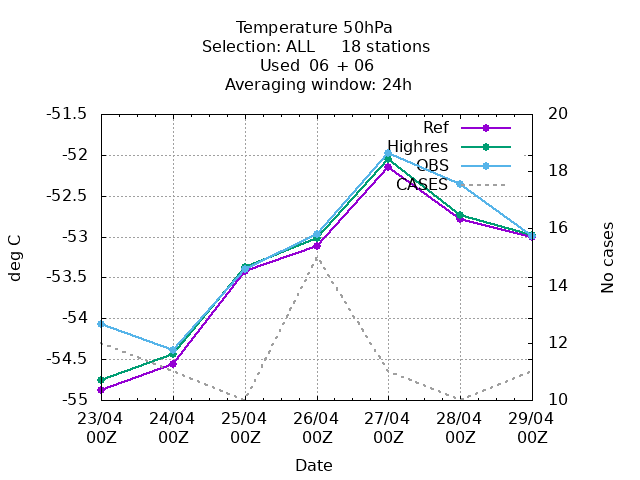 Temperature 50hPa
Selection: ALL 18 stations
Used 06 + 06
Averaging window: 24h
-51.5
-52
-52.5
-53
-53.5
-54
-54.5
-55
deg C
20
18
16
14
12
10
No cases
Ref
Highres
OBS
CASES
23/04 24/04 25/04 26/04 27/04 28/04 29/04
00Z 00Z 00Z 00Z 00Z 00Z 00Z
Date